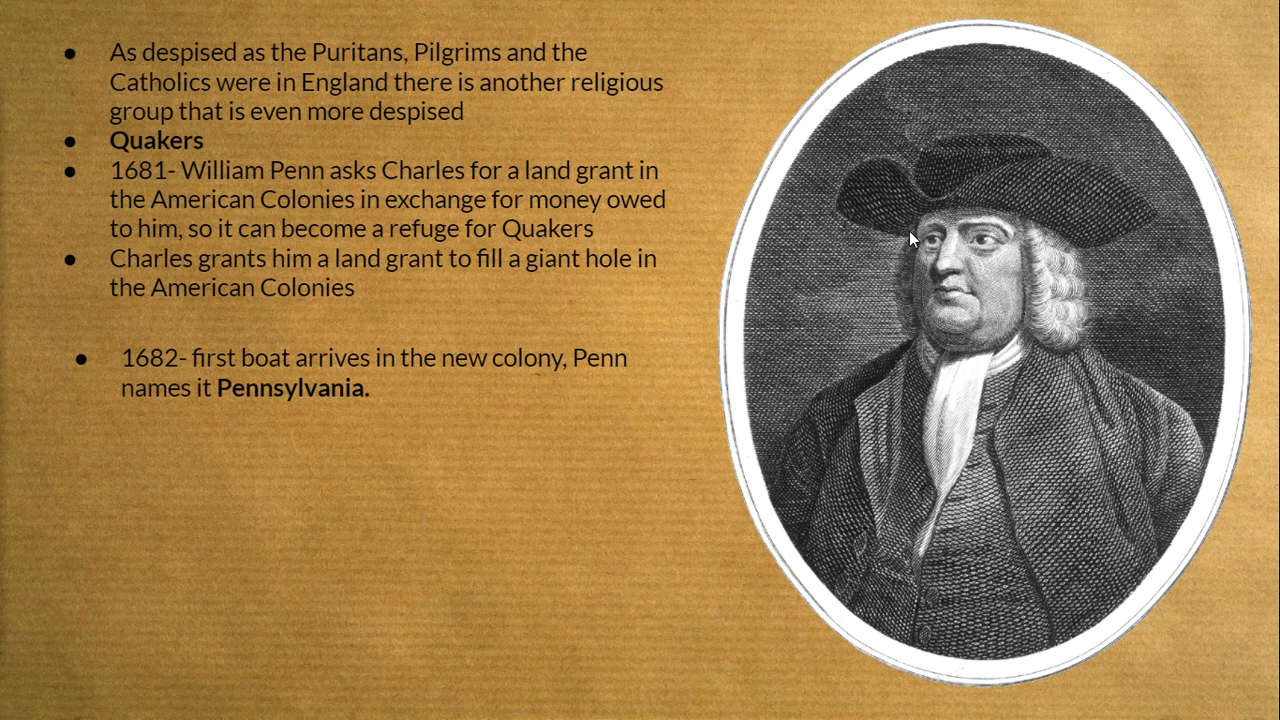 ● As despised as the Puritans, Pilgrims and the
Catholics were in England there is another religious
group that is even more despised
● Quakers
● 1681- William Penn asks Charles for a land grant in
the American Colonies in exchange for money owed
to him, so it can become a refuge for Quakers
● Charles grants him a land grant to fill a giant hole in
the American Colonies
● 1682- first boat arrives in the new colony, Penn
names it Pennsylvania.